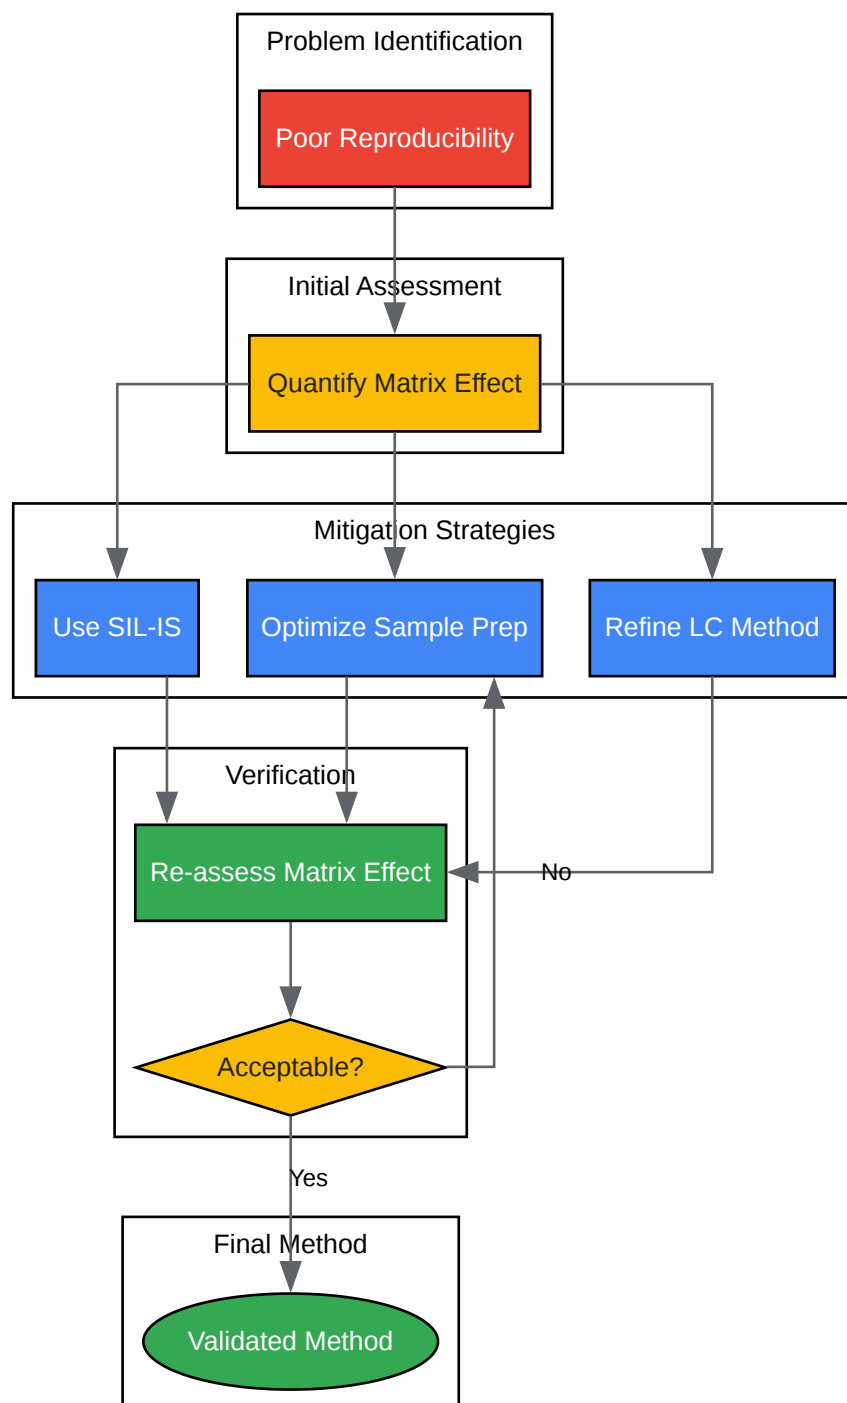 Problem Identification
Poor Reproducibility
Initial Assessment
Quantify Matrix Effect
Mitigation Strategies
Use SIL-IS
Optimize Sample Prep
Refine LC Method
Verification
Re-assess Matrix Effect
No
Acceptable?
Yes
Final Method
Validated Method